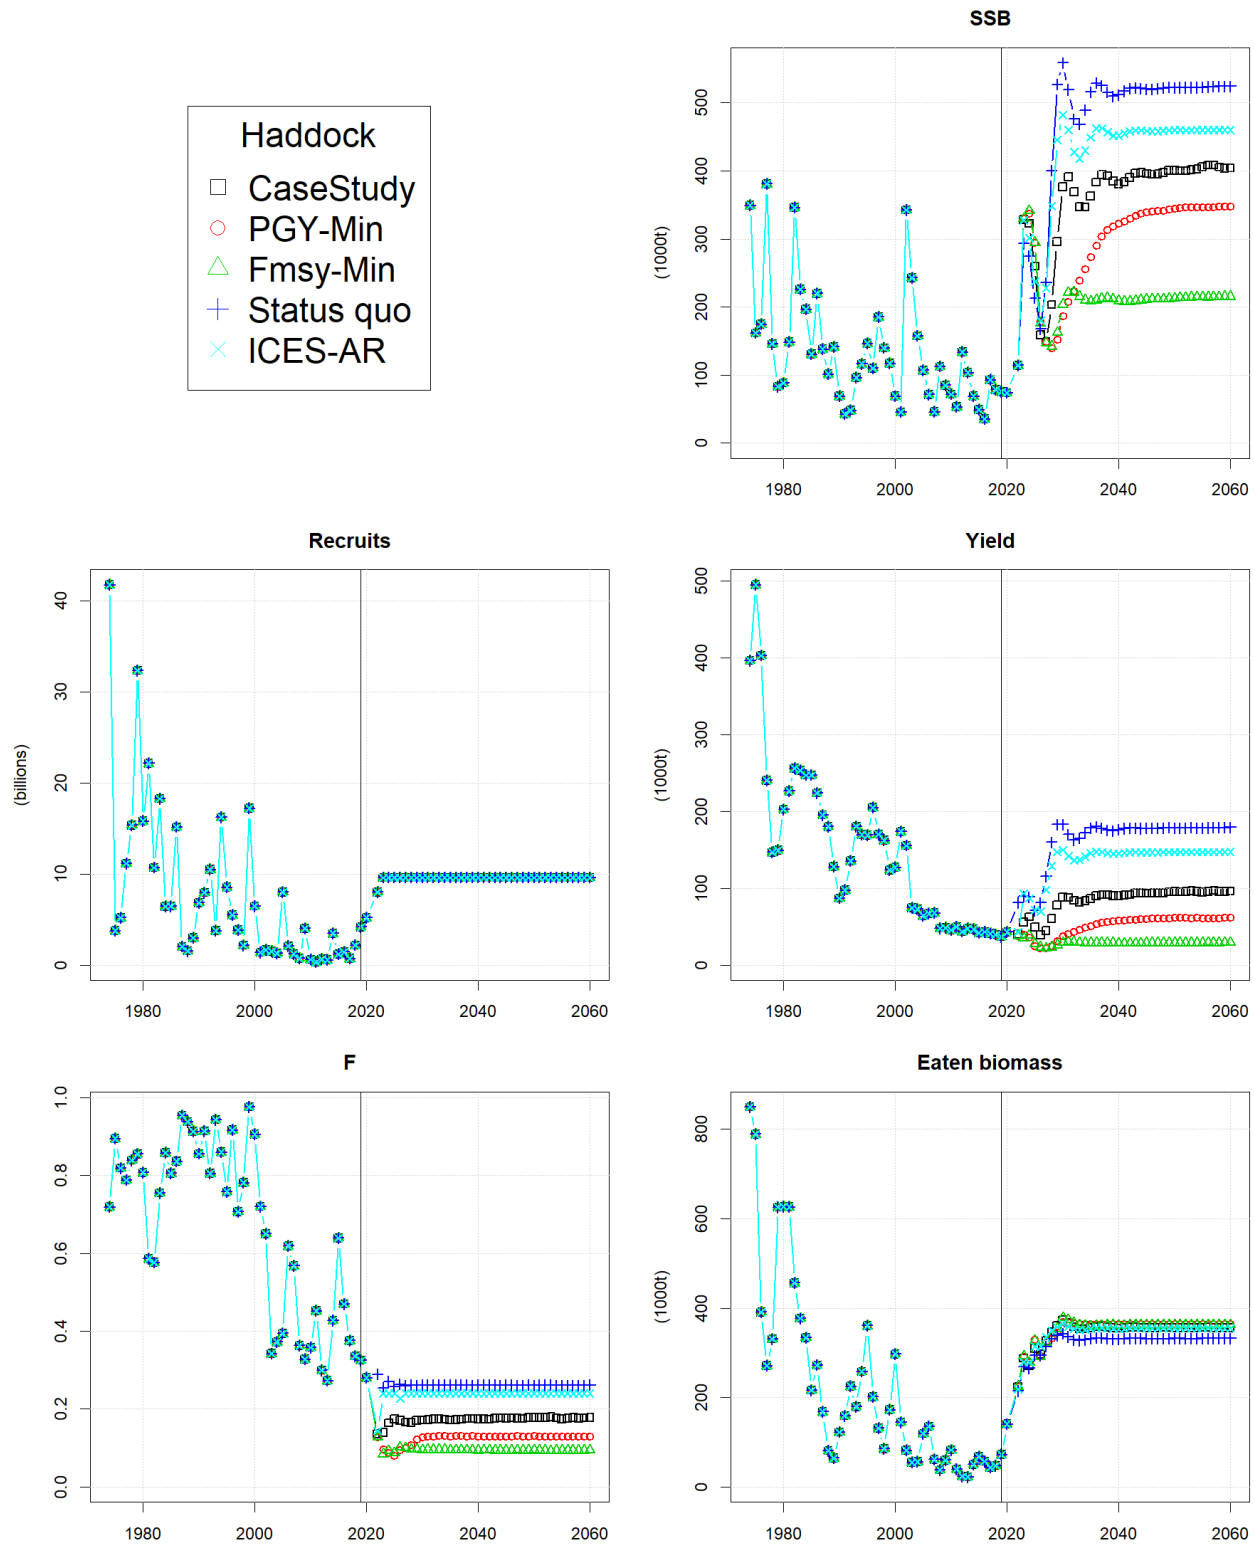 SSB
Haddock
CaseStudy
PGY-Min
Fmsy-Min
Status quo
ICES-AR
(1000t)
0 100 200 300 400 500
1980 2000 2020 2040 2060
Recruits
(billions)
0 10 20 30 40
1980 2000 2020 2040 2060
Yield
(1000t)
0 100 200 300 400 500
1980 2000 2020 2040 2060
F
0.0 0.2 0.4 0.6 0.8 1.0
1980 2000 2020 2040 2060
Eaten biomass
(1000t)
0 200 400 600 800
1980 2000 2020 2040 2060